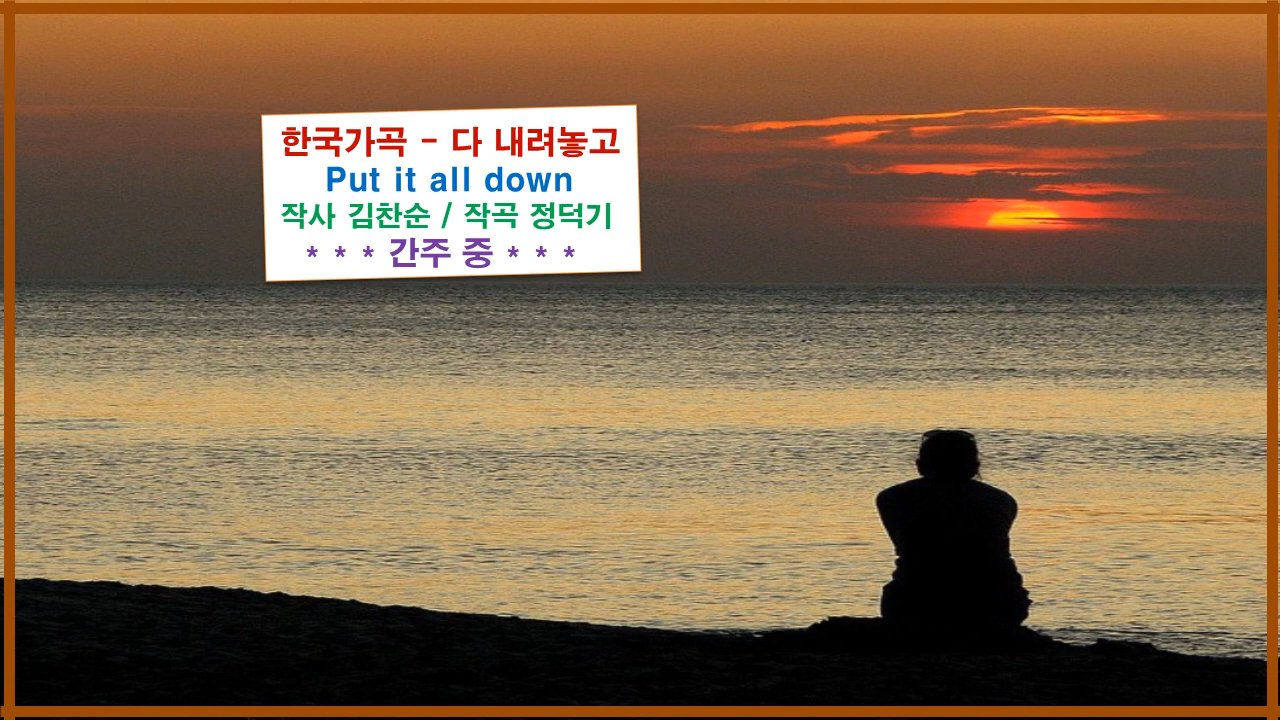 한국가곡 - 다 내려놓고
Put it all down
작사 김찬순 / 작곡 정덕기
* * * 간주 중 * * *